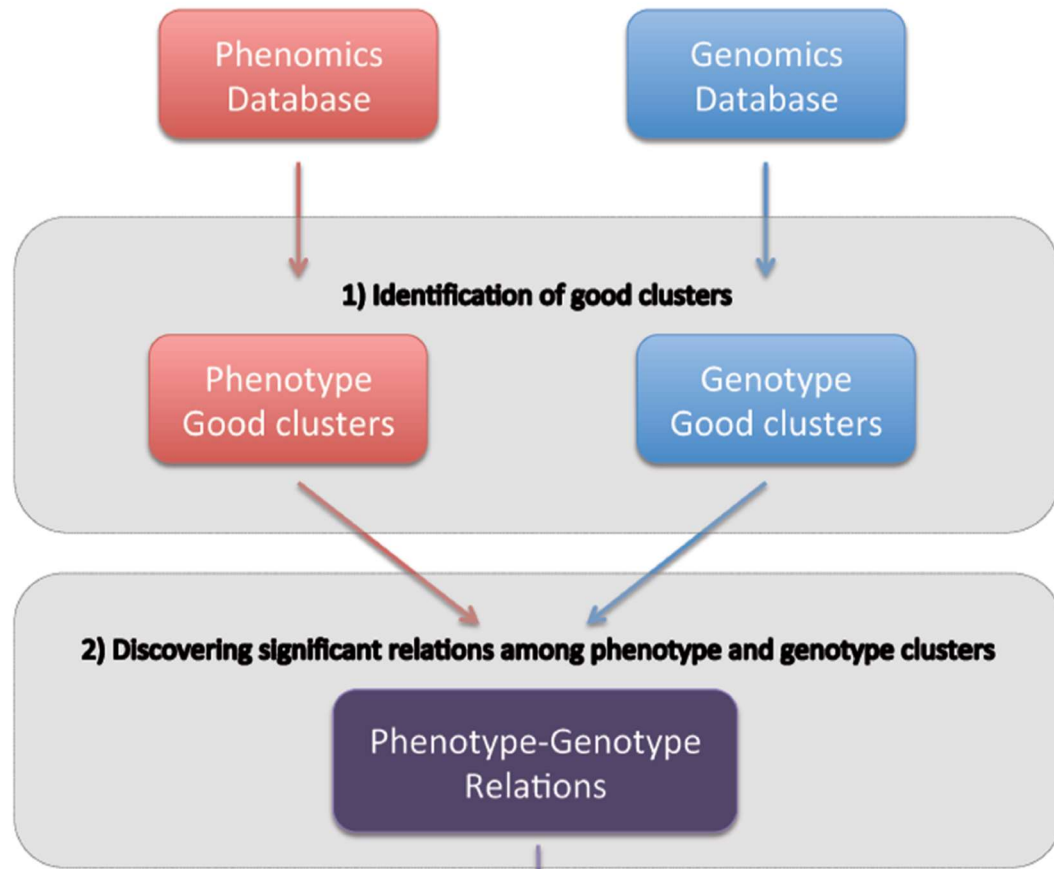 Phenomics
Database
Genomics
Database
1) Identification of good clusters
Phenotype
Good clusters
Genotype
Good clusters
2) Discovering significant relations among phenotype and genotype clusters
Phenotype-Genotype
Relations